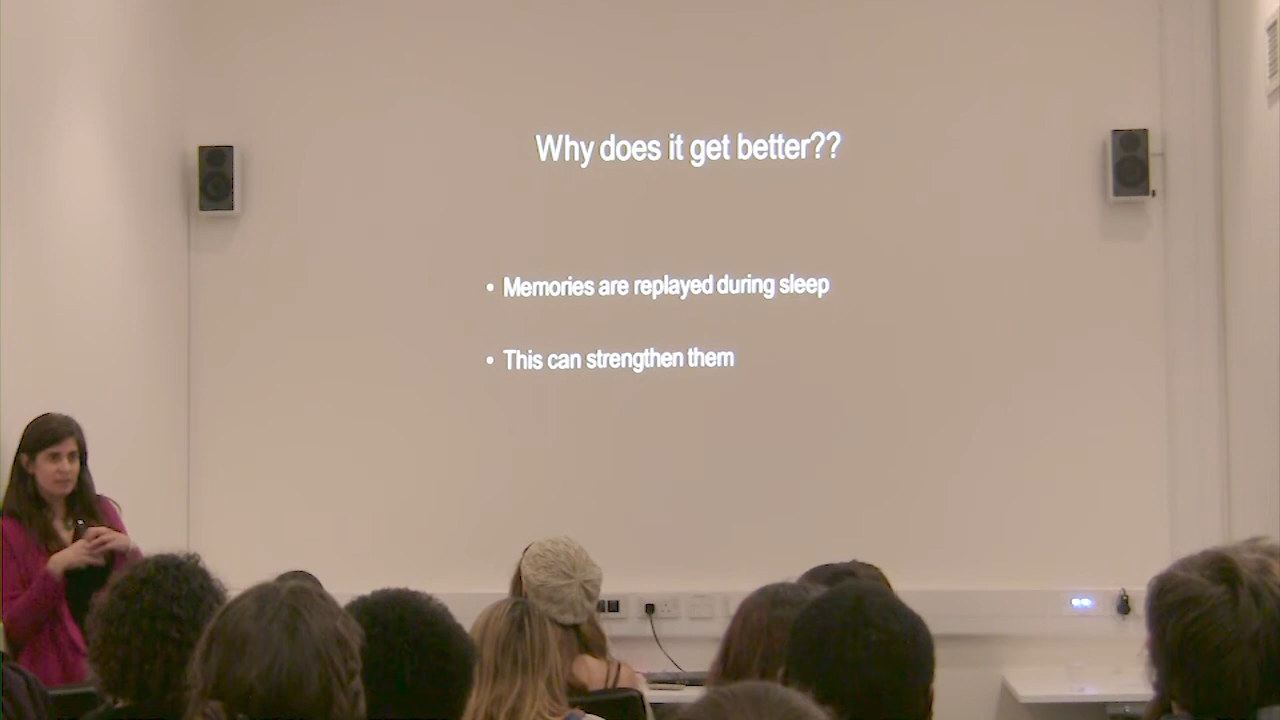 Why does it get better??
• Memories are replayed during sleep
• This can strengthen them